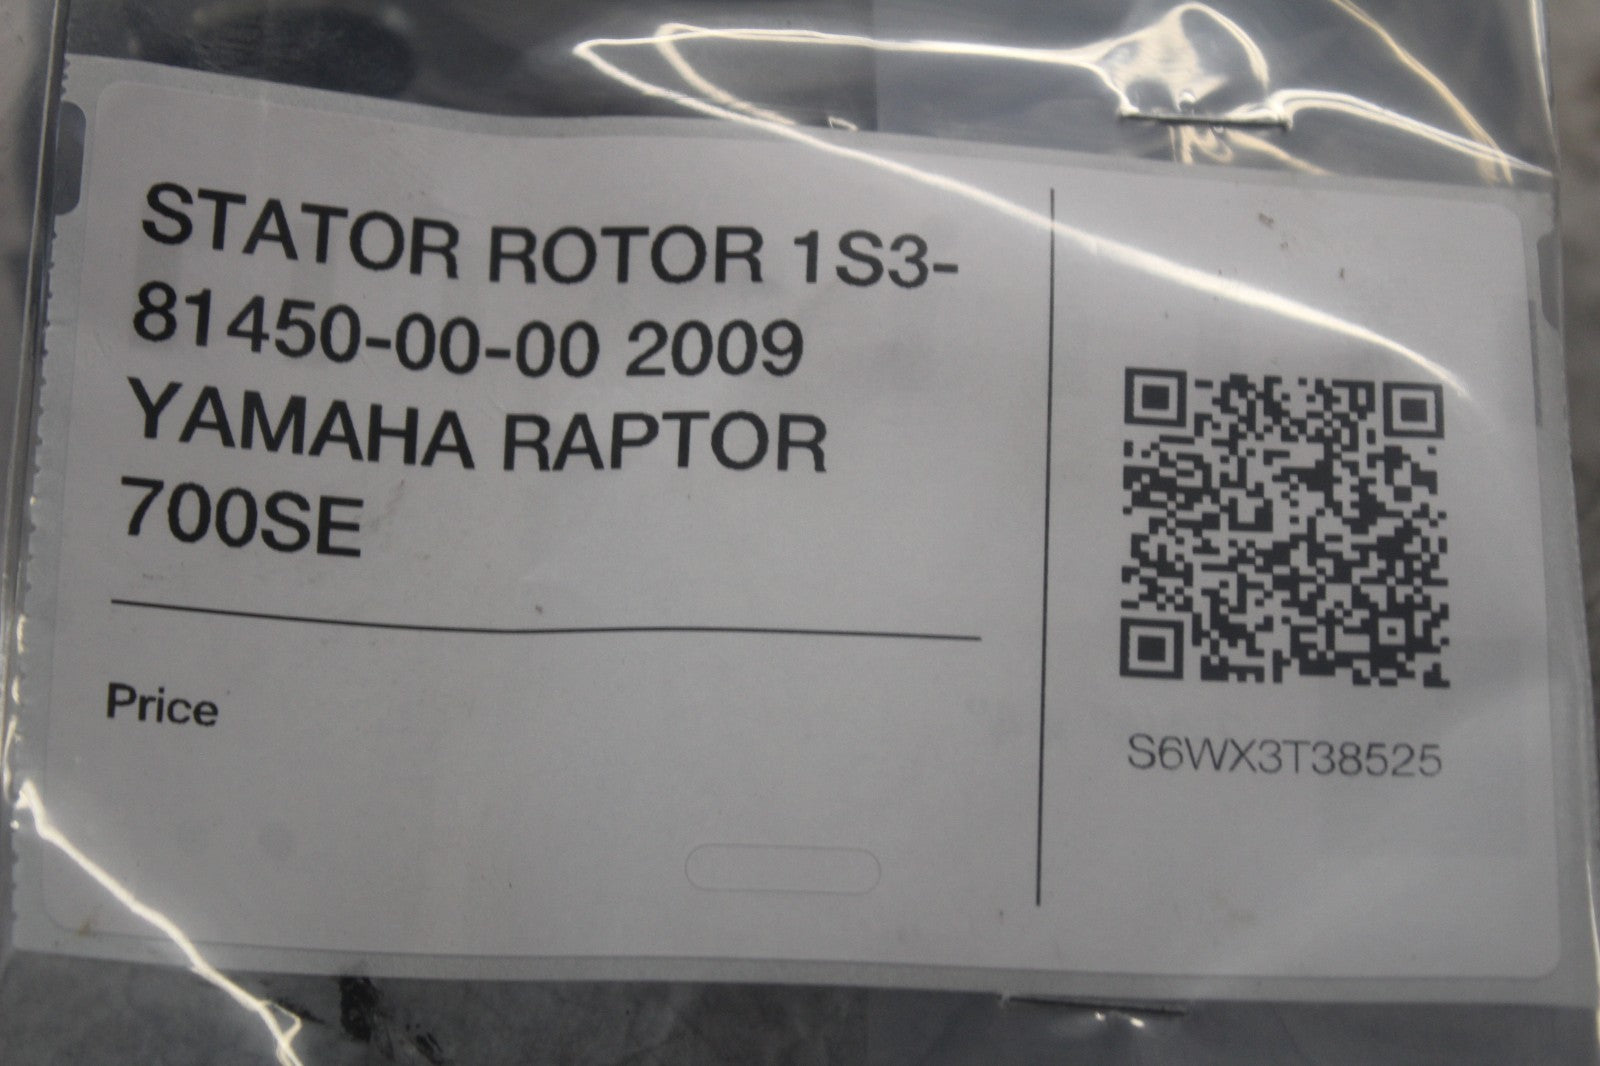 STATOR ROTOR 1S3-
81450-00-00 2009
YAMAHA RAPTOR
700SE
Price
S6WX3T38525